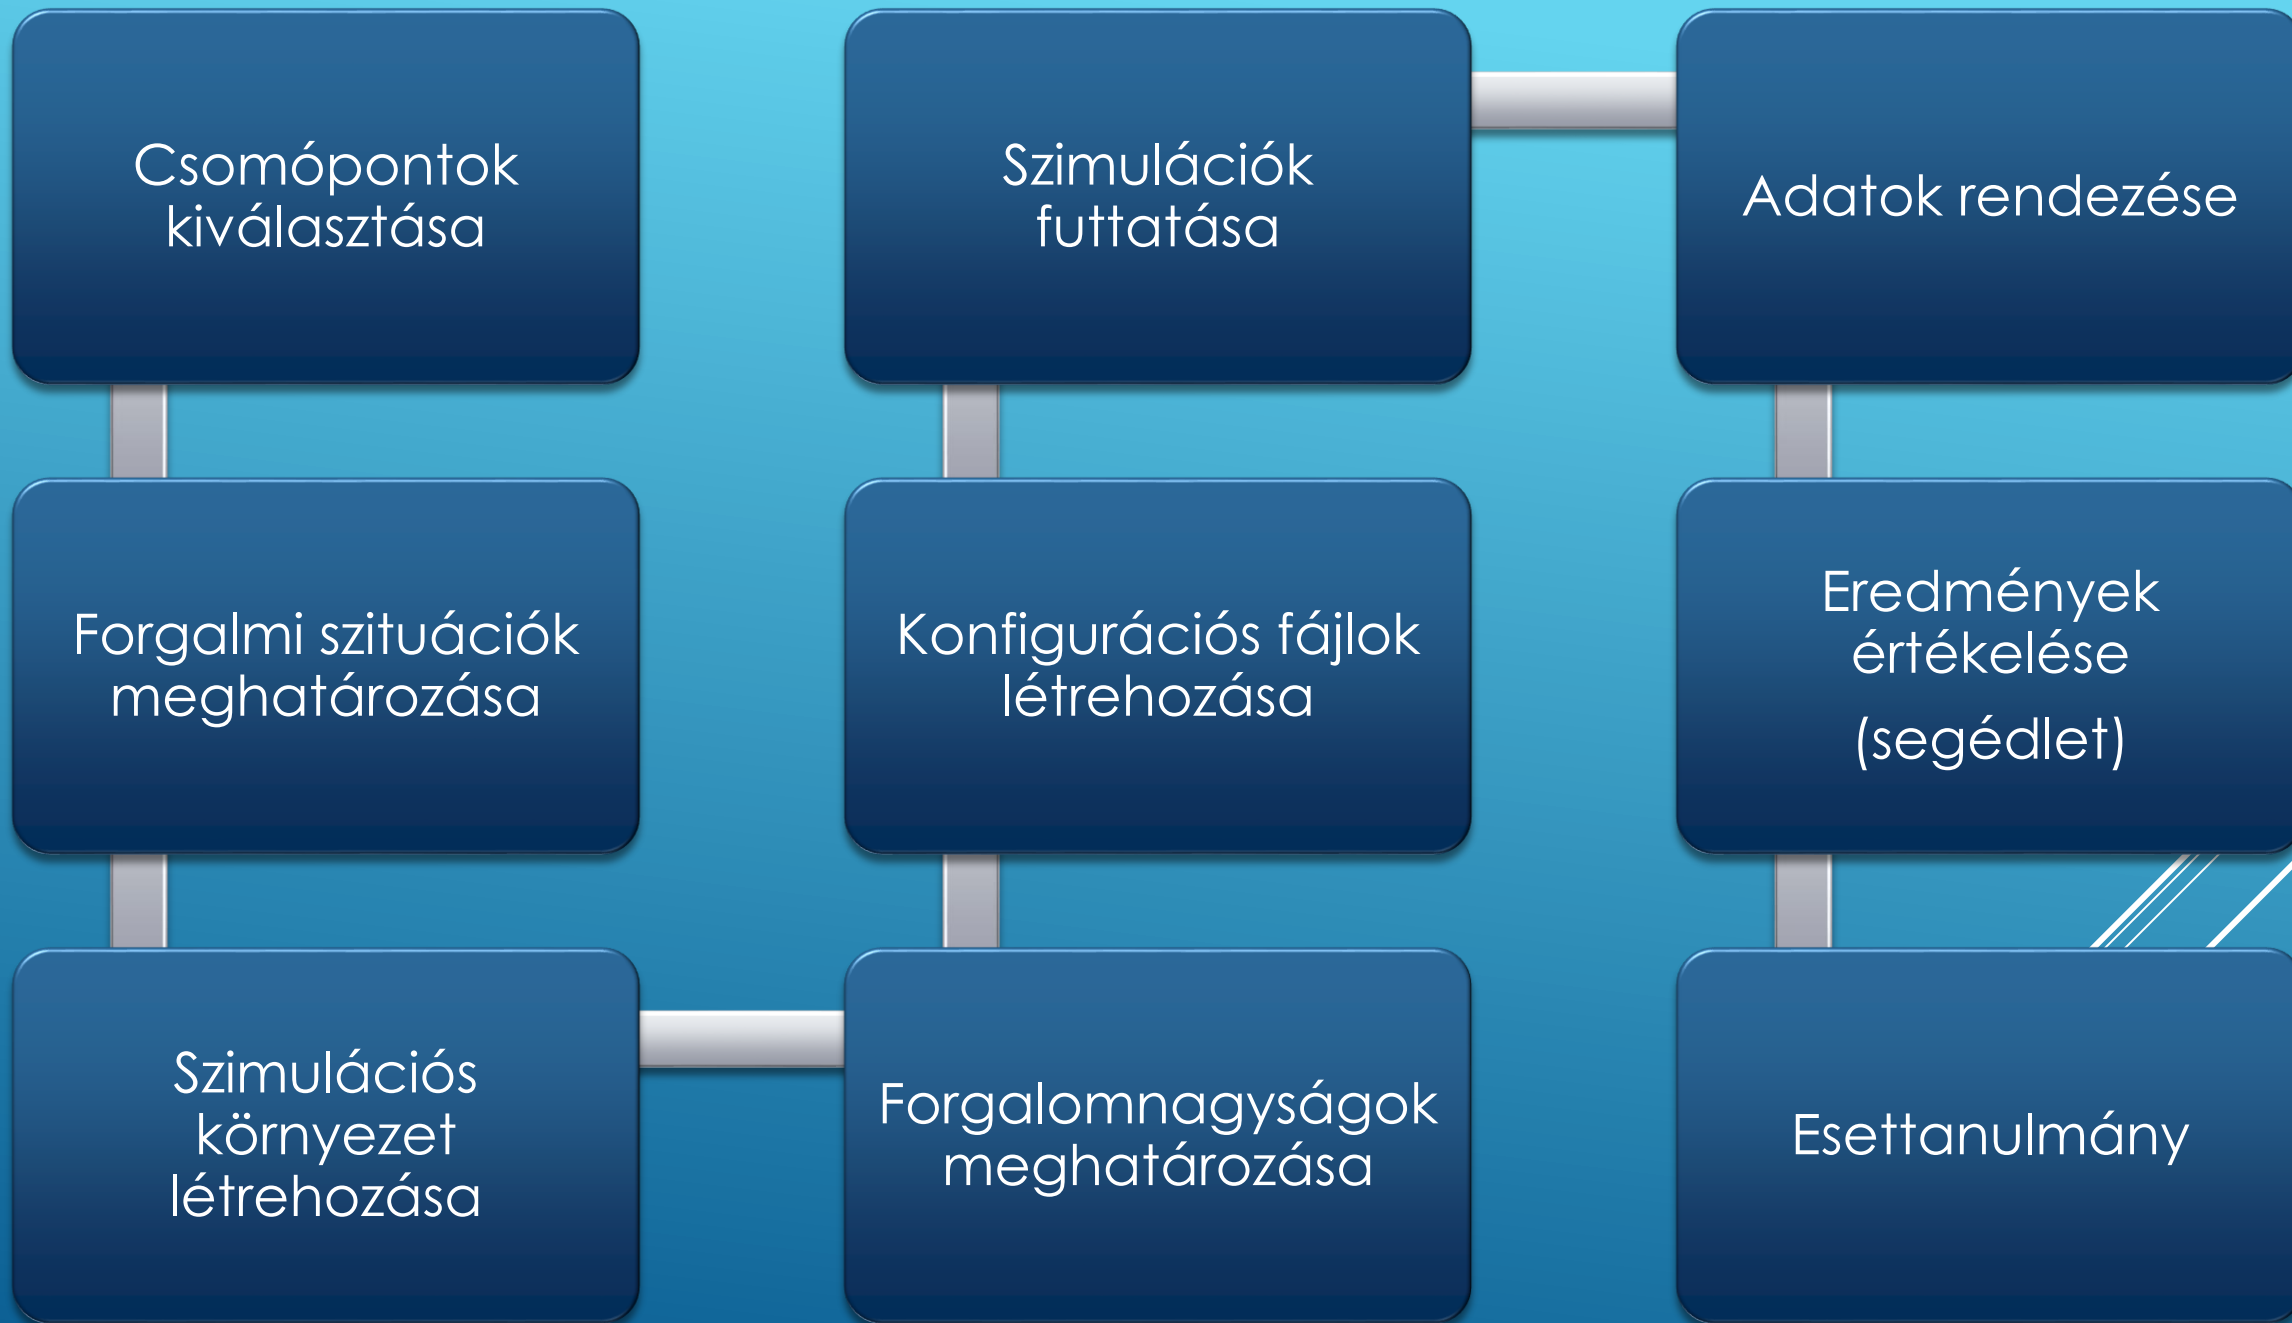 Csomópontok
kiválasztása
Forgalmi szituációk
meghatározása
Szimulációs
környezet
létrehozása
Forgalomnagyságok
meghatározása
Konfigurációs fájlok
létrehozása
Szimulációk
futtatása
Adatok rendezése
Eredmények
értékelése
(segédlet)
Esettanulmány